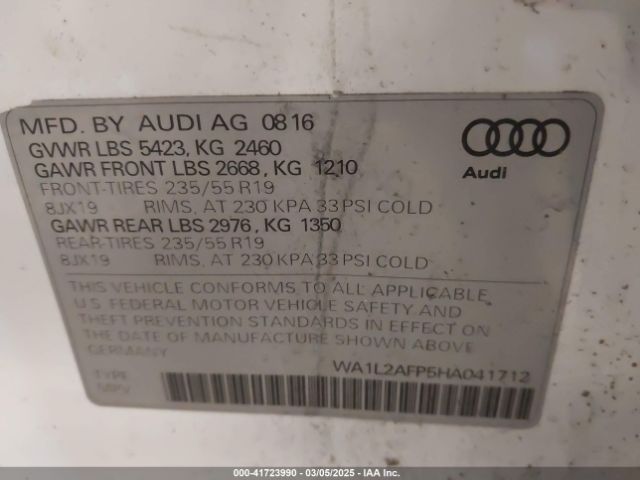 MFD. BY AUDI AG 0816
GVWR LBS 5423, KG 2460
GAWR FRONT LBS 2668, KG 1210
FRONT-TIRES 235/55 R19
8JX19 RIMS, AT 230 KPA 33 PSI COLD
GAWR REAR LBS 2976, KG 1350
REAR-TIRES 235/55 R19
8JX19 RIMS, AT 230 KPA 33 PSI COLD
Audi
THIS VEHICLE CONFORMS TO ALL APPLICABLE
U.S. FEDERAL MOTOR VEHICLE SAFETY AND
THEFT PREVENTION STANDARDS IN EFFECT ON
THE DATE OF MANUFACTURE SHOWN ABOVE
GERMANY
WA1L2AFP5HA041712
TYPE
MPV
000-41723990 - 03/05/2025 - IAA Inc.